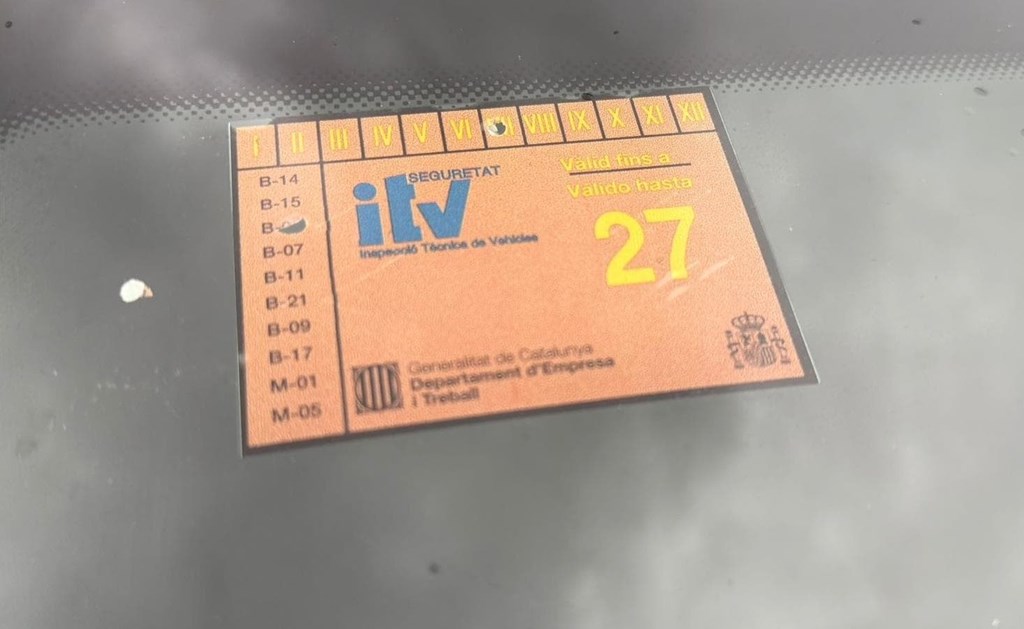 I II III IV V VI VIII IX X XI XII
B-14
B-15
B-07
B-11
B-21
B-09
B-17
M-01
M-05
SEGURETAT
itv
Inspecció Tècnica de Vehicles
Vàlid fins a
Válido hasta
27
Generalitat de Catalunya
Departament d'Empresa
i Treball